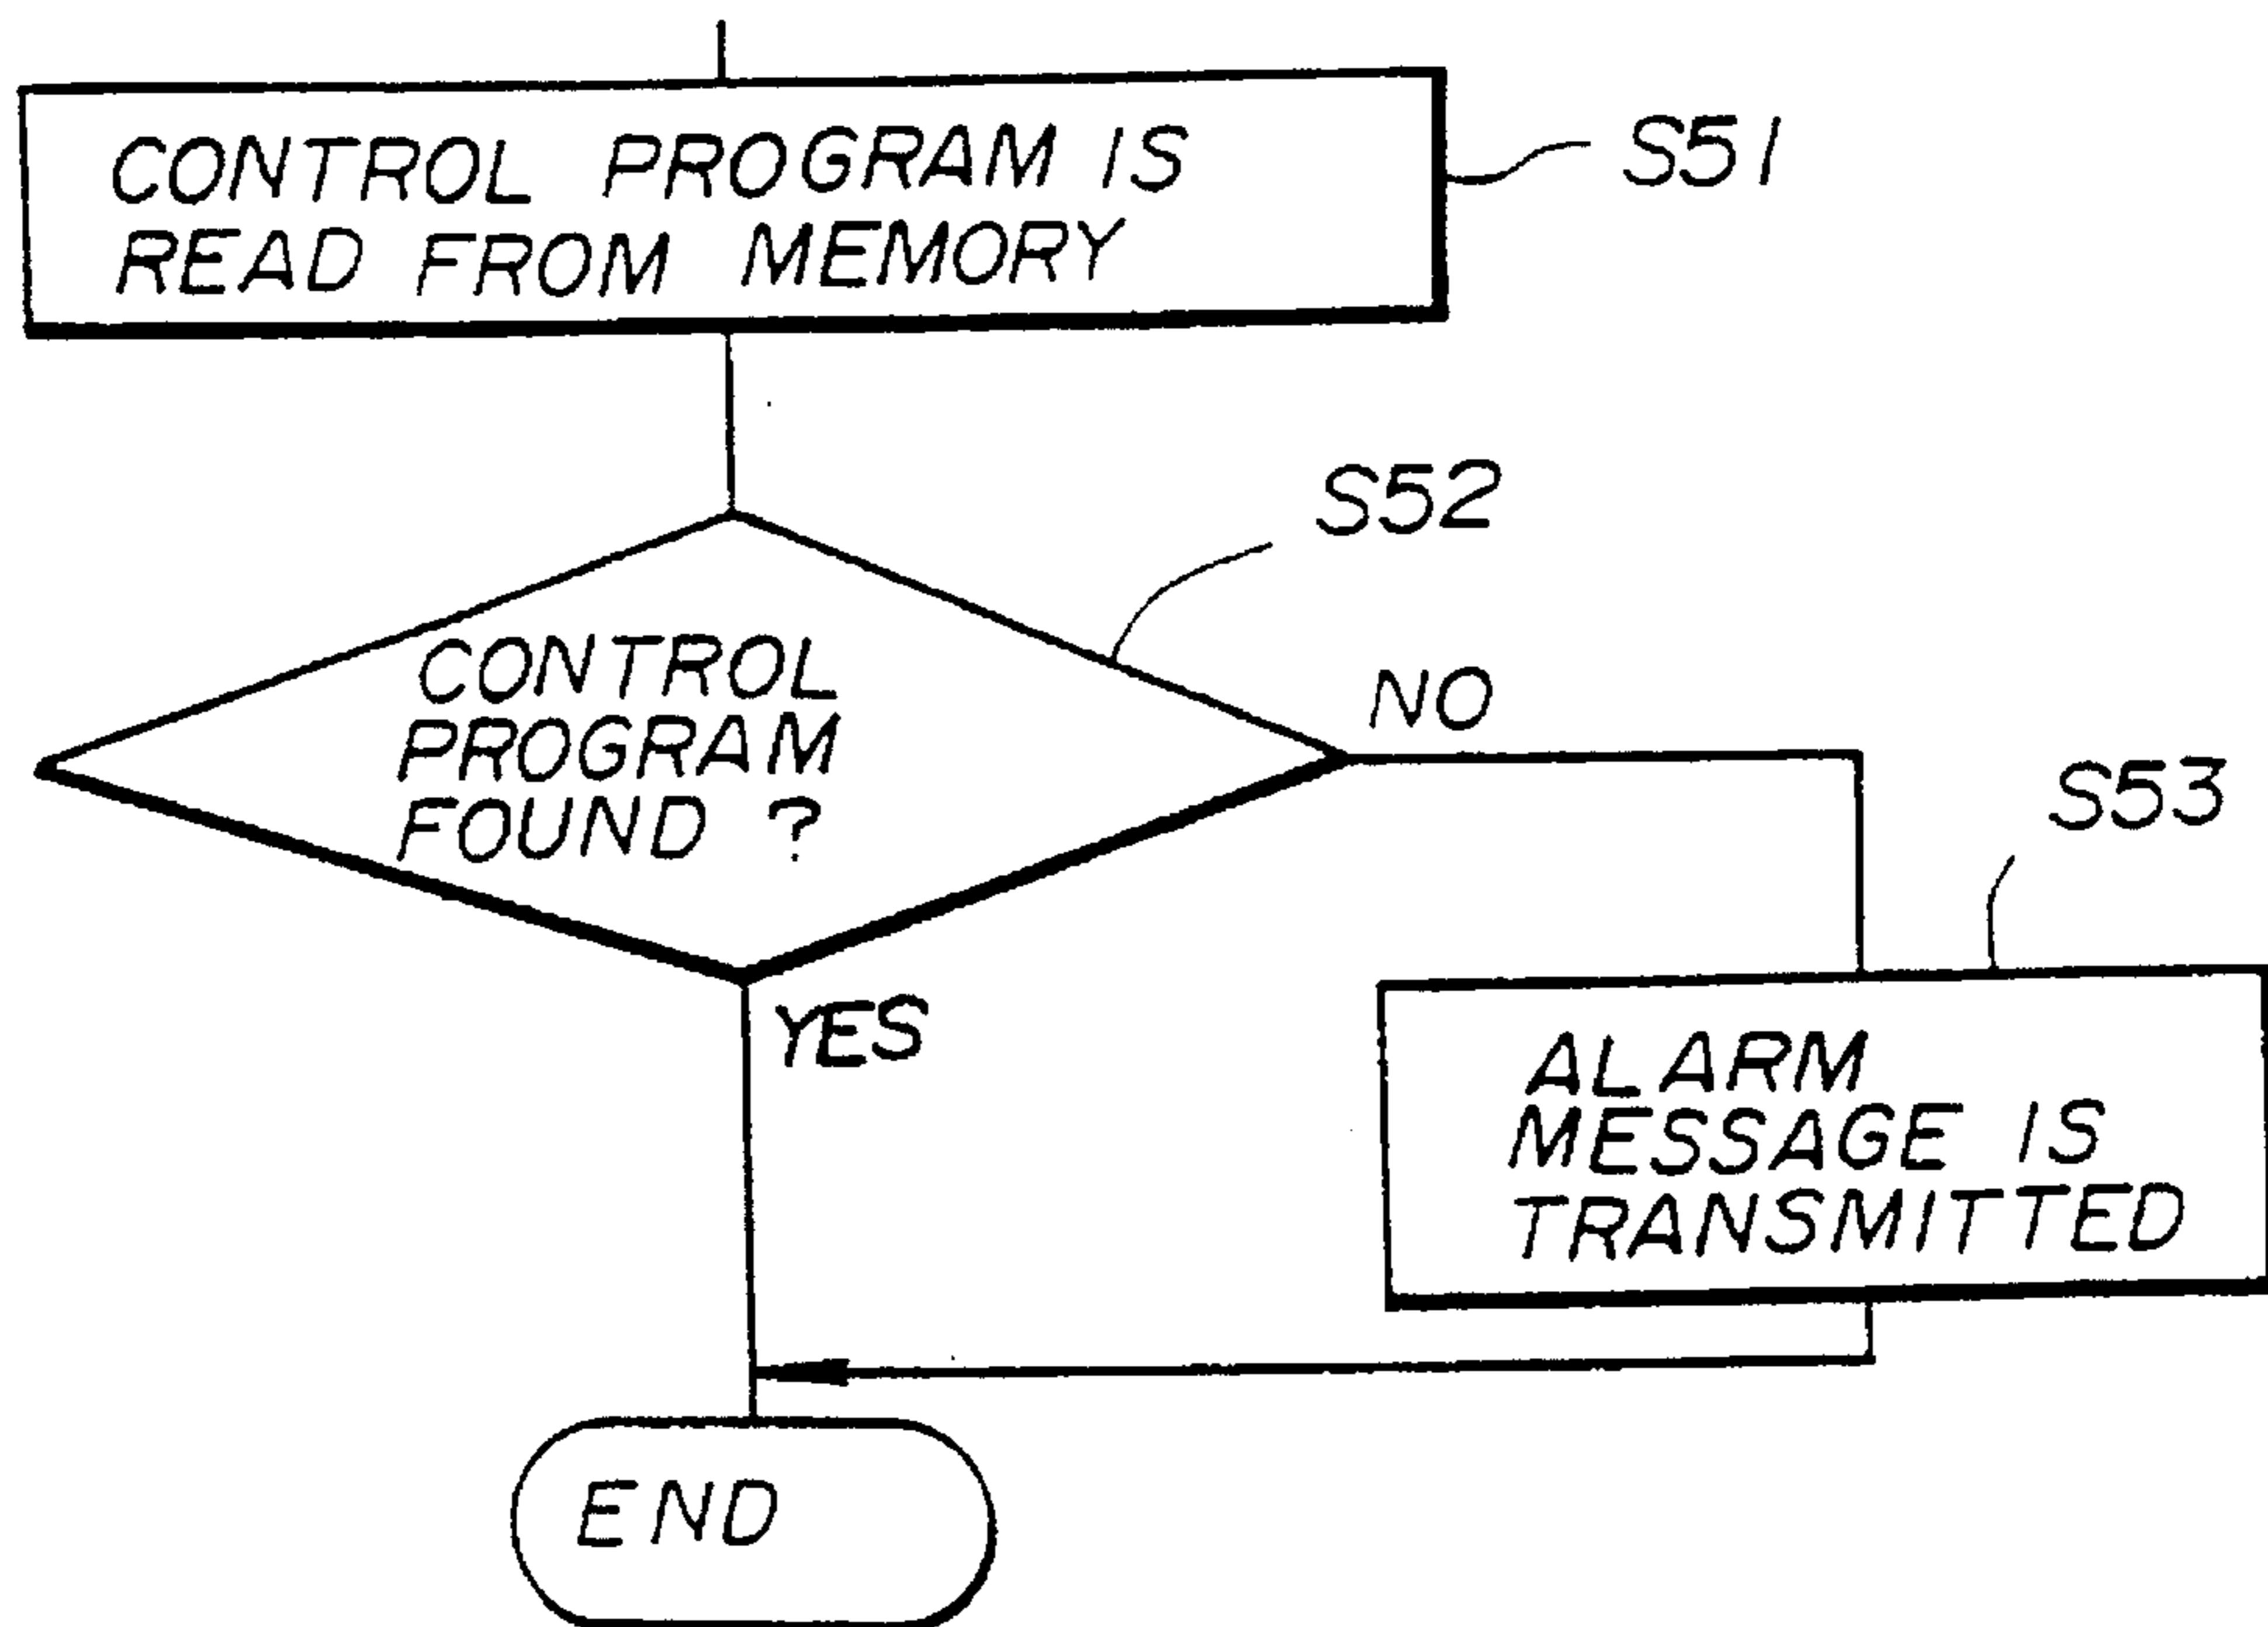 CONTROL PROGRAM IS
READ FROM MEMORY
S51
S52
CONTROL
PROGRAM
FOUND ?
NO
YES
S53
ALARM
MESSAGE IS
TRANSMITTED
END